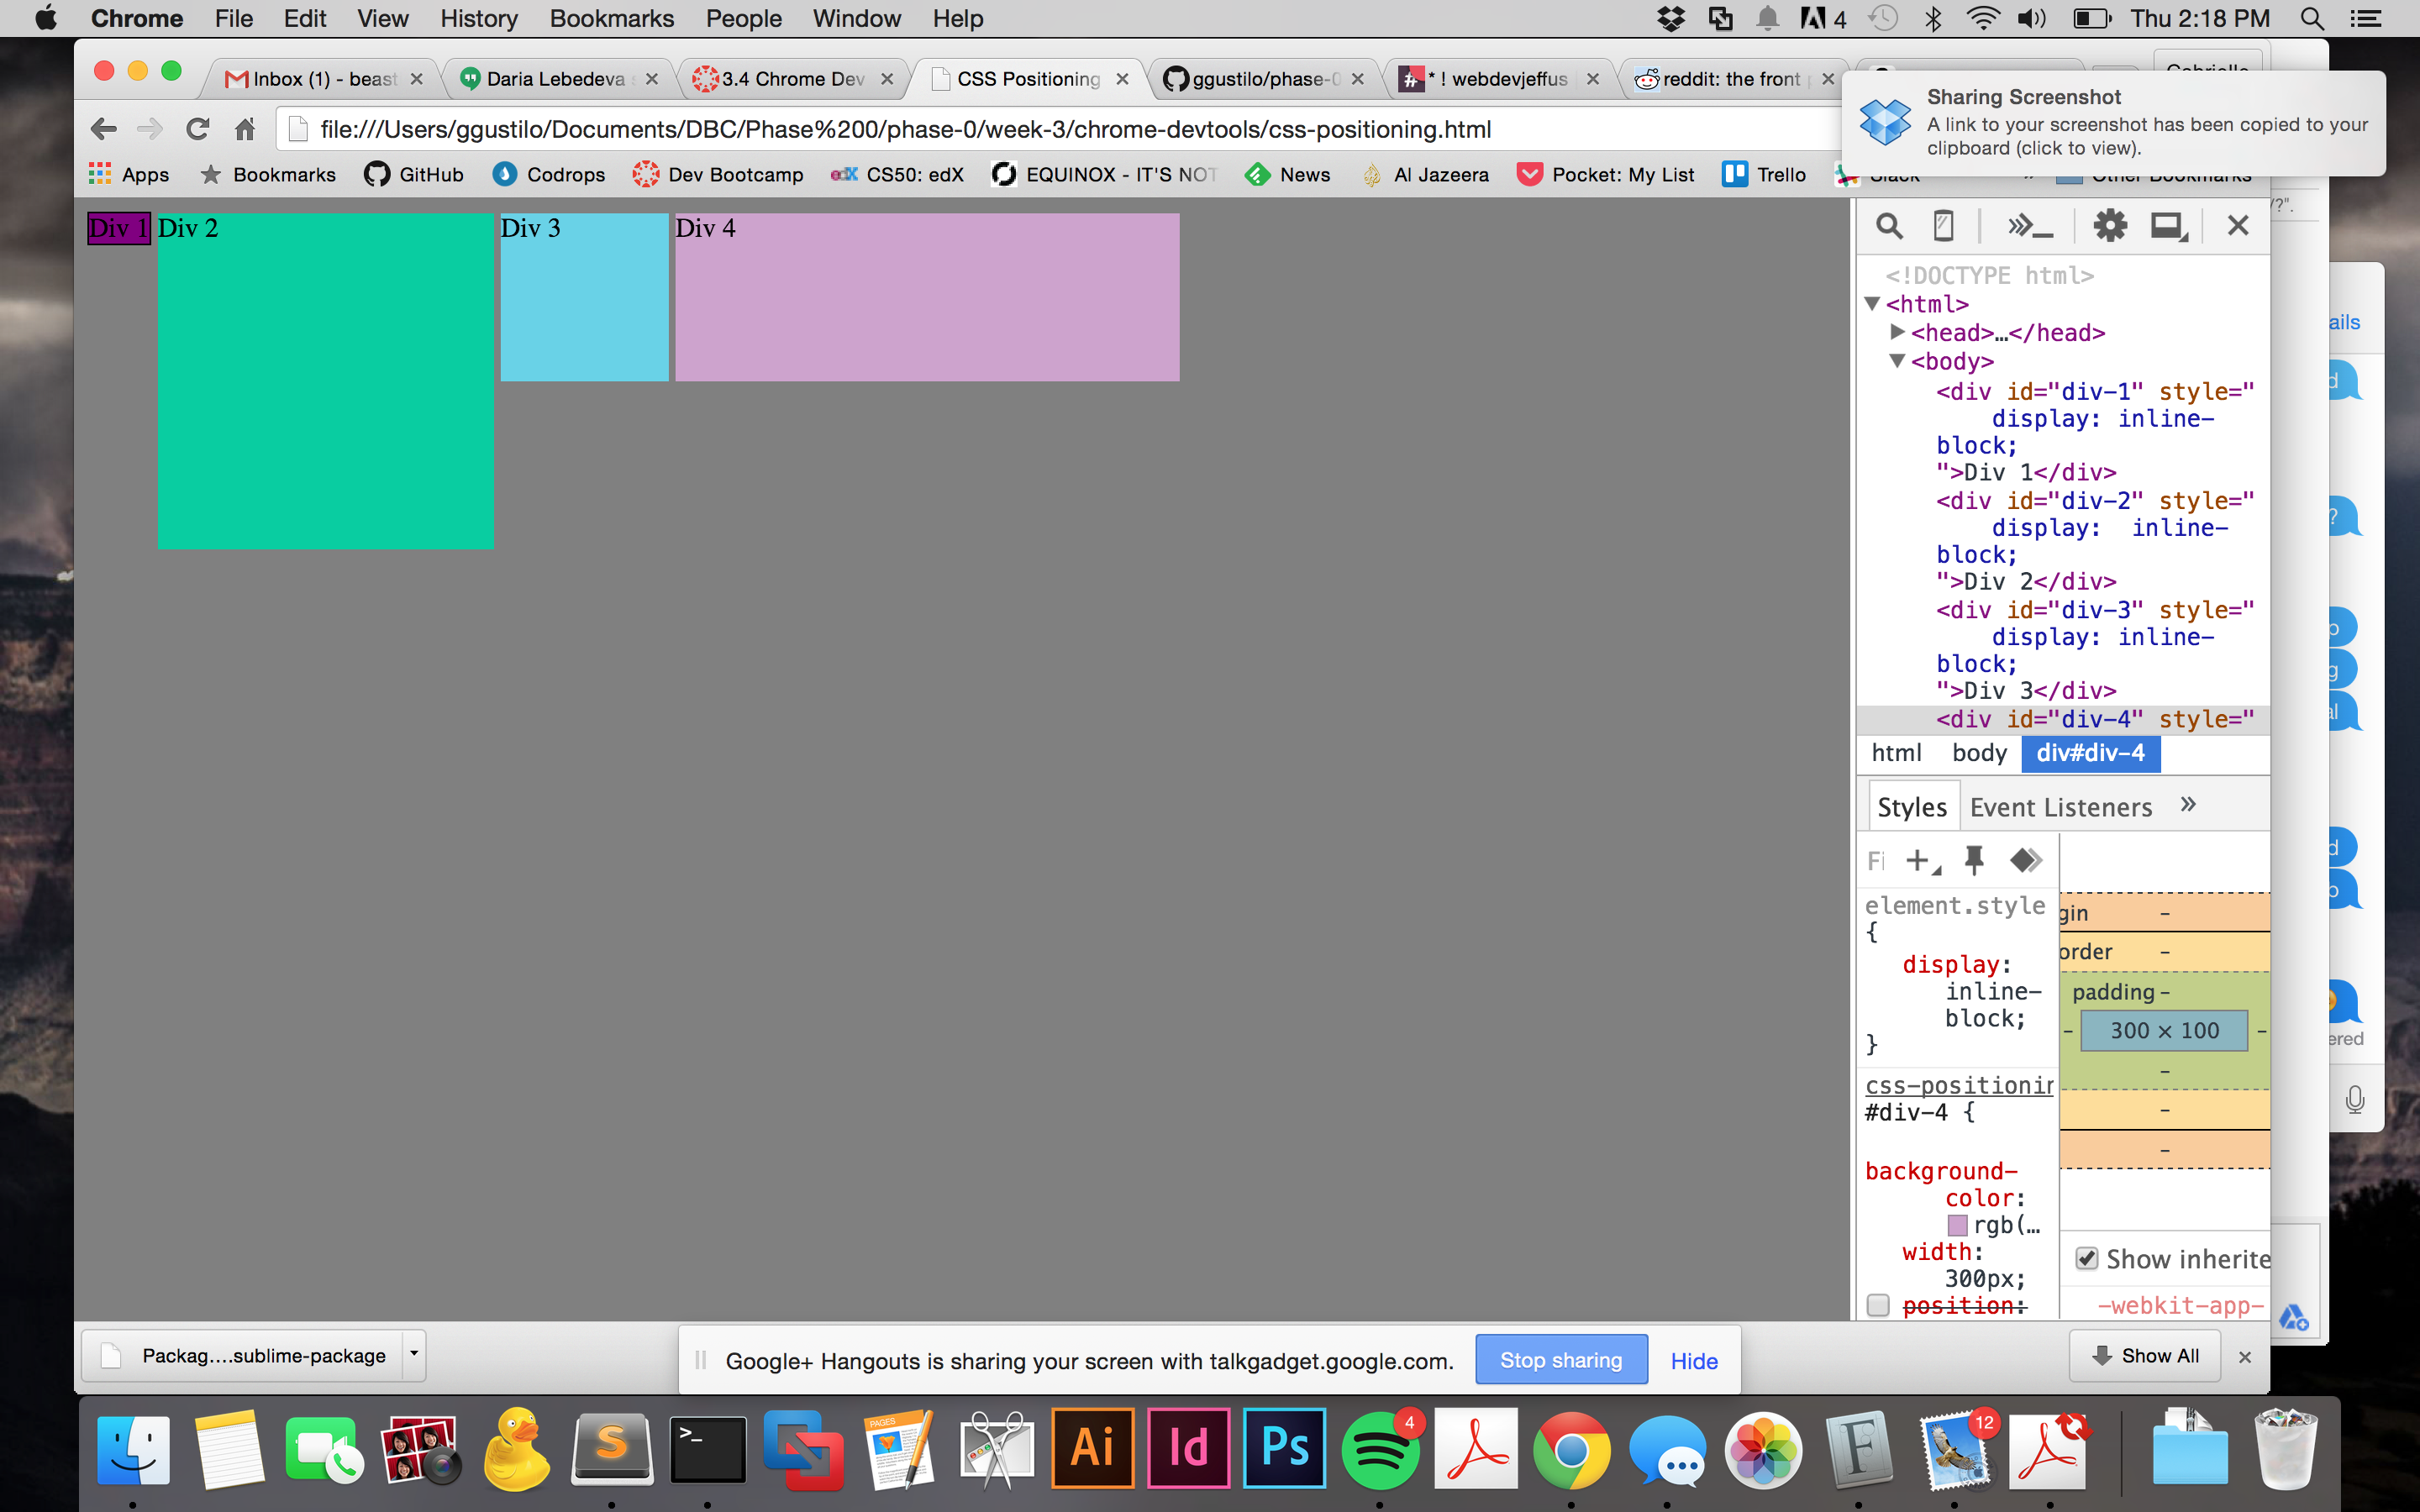 Chrome File Edit View History Bookmarks People Window Help 4 Thu 2:18 PM
Inbox (1) - beast Daria Lebedeva 3.4 Chrome Dev CSS Positioning ggustilo/phase-0 * ! webdevjeffus reddit: the front
Sharing Screenshot
A link to your screenshot has been copied to your
clipboard (click to view).
file:///Users/ggustilo/Documents/DBC/Phase%200/phase-0/week-3/chrome-devtools/css-positioning.html
Apps Bookmarks GitHub Codrops Dev Bootcamp CS50: edX EQUINOX - IT'S NOT News Al Jazeera Pocket: My List Trello Slack Other Bookmarks
/?".
Div 1 Div 2 Div 3 Div 4
<!DOCTYPE html>
<html>
<head>…</head>
<body>
<div id="div-1" style="
display: inline-
block;
">Div 1</div>
<div id="div-2" style="
display:  inline-
block;
">Div 2</div>
<div id="div-3" style="
display: inline-
block;
">Div 3</div>
<div id="div-4" style="
html body div#div-4
Styles Event Listeners »
Fi
element.style
{
display:
inline-
block;
}
css-positionin
#div-4 {
background-
color:
rgb(…
width:
300px;
position:
gin –
order –
padding –
– 300 × 100 –
–
–
–
Show inherite
-webkit-app-
ails
d
?
g
al
d
ered
Packag....sublime-package
Google+ Hangouts is sharing your screen with talkgadget.google.com. Stop sharing Hide
Show All
S >_ PAGES Ai Id Ps 4 F 12